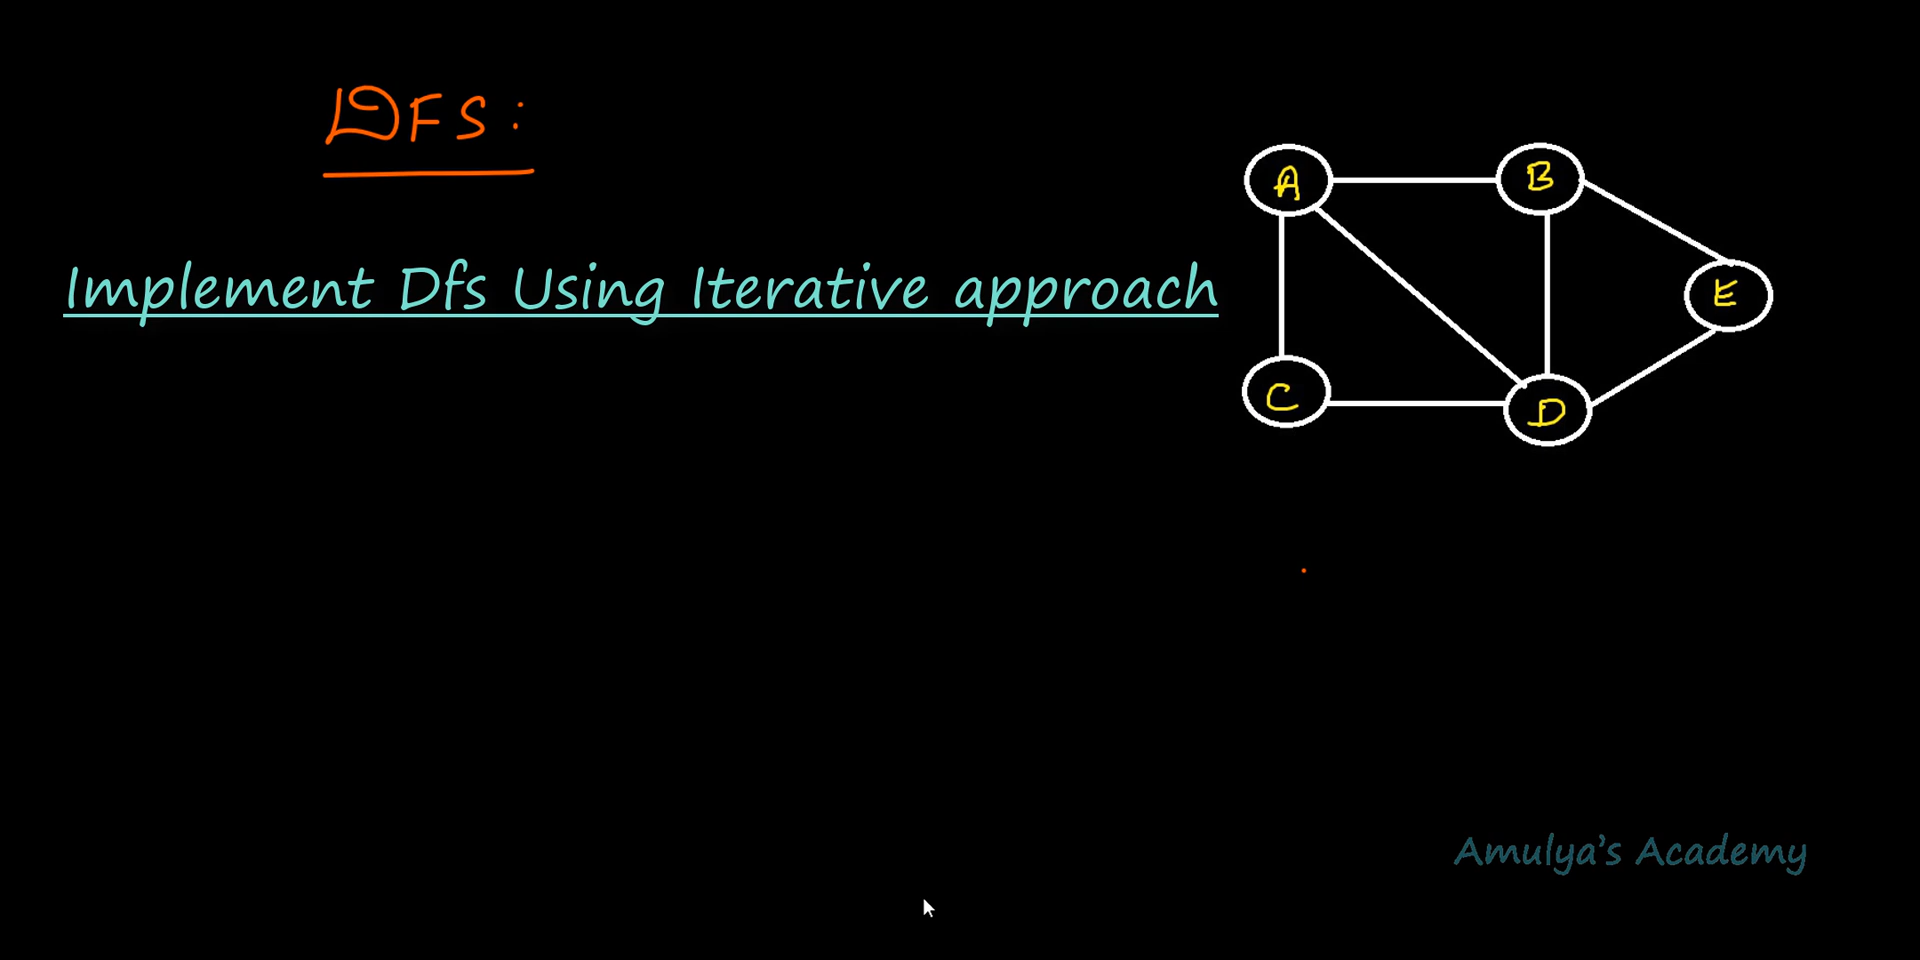 DFS:
Implement Dfs Using Iterative approach
A
B
E
C
D
Amulya's Academy